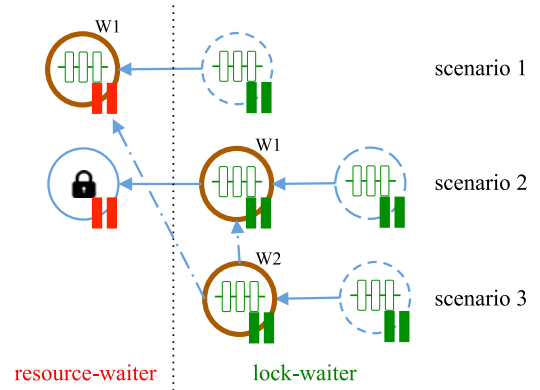 W1
scenario 1
W1
scenario 2
W2
scenario 3
resource-waiter
lock-waiter